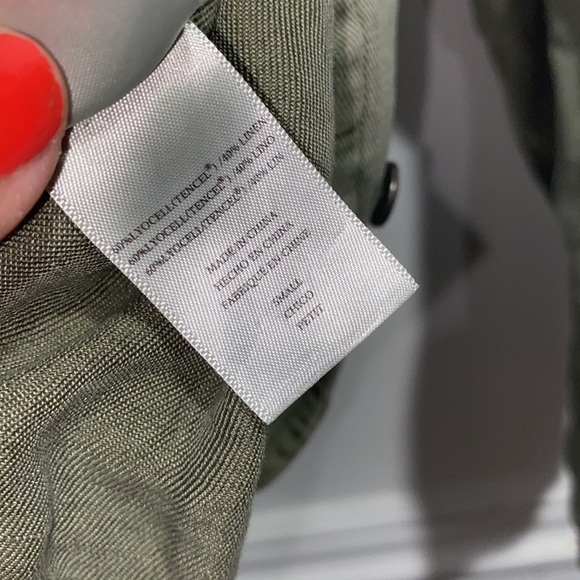 60%LYOCELL(TENCEL®) /40% LINEN
60%LYOCELL(TENCEL®) /40% LINO
60%LYOCELL(TENCEL®) /40% LIN
MADE IN CHINA
HECHO EN CHINA
FABRIQUE EN CHINE
SMALL
CHICO
PETIT